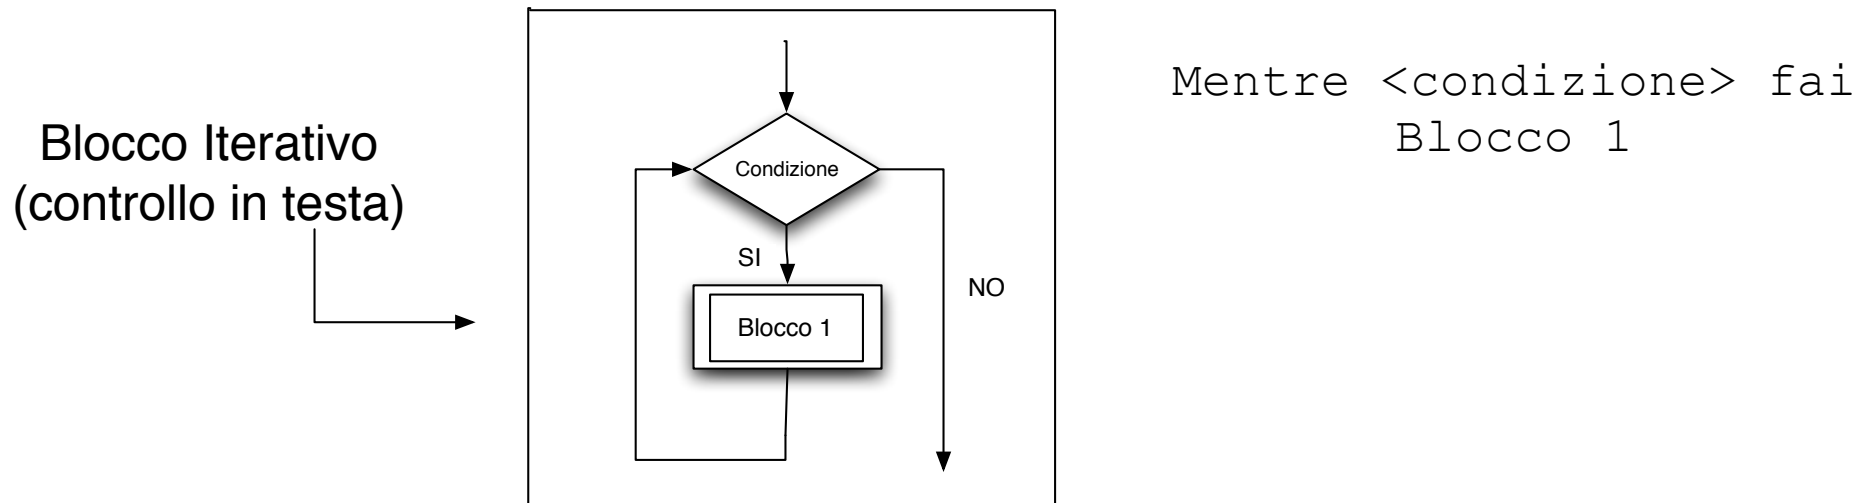 Blocco Iterativo
(controllo in testa)
Condizione
SI
NO
Blocco 1
Mentre <condizione> fai
Blocco 1